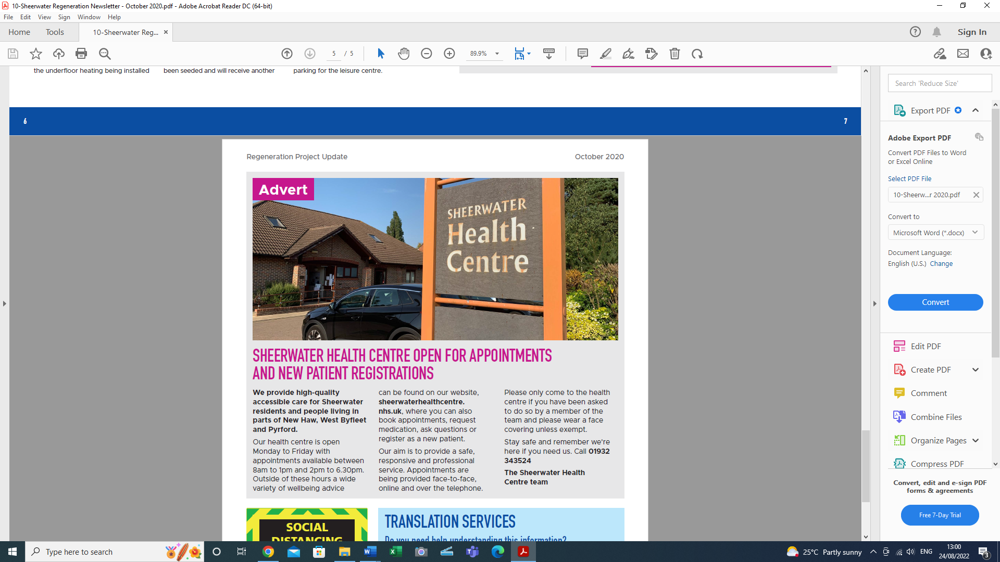 10-Sheerwater Regeneration Newsletter - October 2020.pdf - Adobe Acrobat Reader DC (64-bit)
File Edit View Sign Window Help
Home Tools 10-Sheerwater Reg... Sign In
5 / 5 89.9%
the underfloor heating being installed
been seeded and will receive another
parking for the leisure centre.
6
7
Regeneration Project Update
October 2020
Advert
SHEERWATER
Health
Centre
SHEERWATER HEALTH CENTRE OPEN FOR APPOINTMENTS
AND NEW PATIENT REGISTRATIONS
We provide high-quality
accessible care for Sheerwater
residents and people living in
parts of New Haw, West Byfleet
and Pyrford.
Our health centre is open
Monday to Friday with
appointments available between
8am to 1pm and 2pm to 6.30pm.
Outside of these hours a wide
variety of wellbeing advice
can be found on our website,
sheerwaterhealthcentre.
nhs.uk, where you can also
book appointments, request
medication, ask questions or
register as a new patient.
Our aim is to provide a safe,
responsive and professional
service. Appointments are
being provided face-to-face,
online and over the telephone.
Please only come to the health
centre if you have been asked
to do so by a member of the
team and please wear a face
covering unless exempt.
Stay safe and remember we're
here if you need us. Call 01932
343524
The Sheerwater Health
Centre team
SOCIAL
DISTANCING
TRANSLATION SERVICES
Do you need help understanding this information?
Search 'Reduce Size'
Export PDF
Adobe Export PDF
Convert PDF Files to Word
or Excel Online
Select PDF File
10-Sheerw...r 2020.pdf
Convert to
Microsoft Word (*.docx)
Document Language:
English (U.S.) Change
Convert
Edit PDF
Create PDF
Comment
Combine Files
Organize Pages
Compress PDF
Convert, edit and e-sign PDF
forms & agreements
Free 7-Day Trial
Type here to search
25°C Partly sunny
ENG
13:00
24/08/2022
3